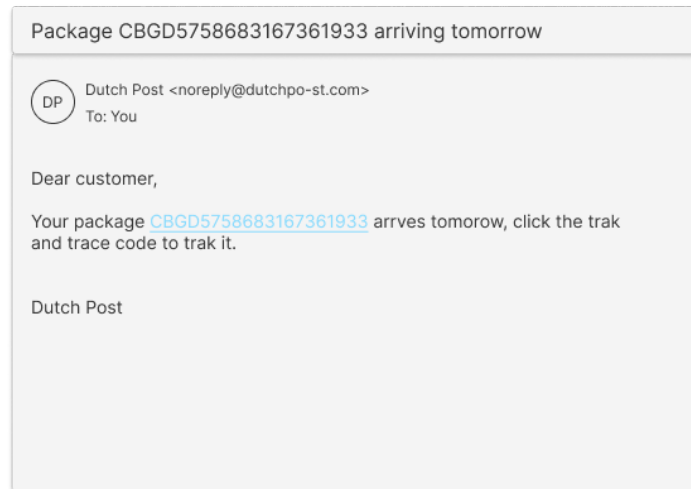 Package CBGD5758683167361933 arriving tomorrow
DP
Dutch Post <noreply@dutchpo-st.com>
To: You
Dear customer,
Your package CBGD5758683167361933 arrves tomorow, click the trak
and trace code to trak it.
Dutch Post